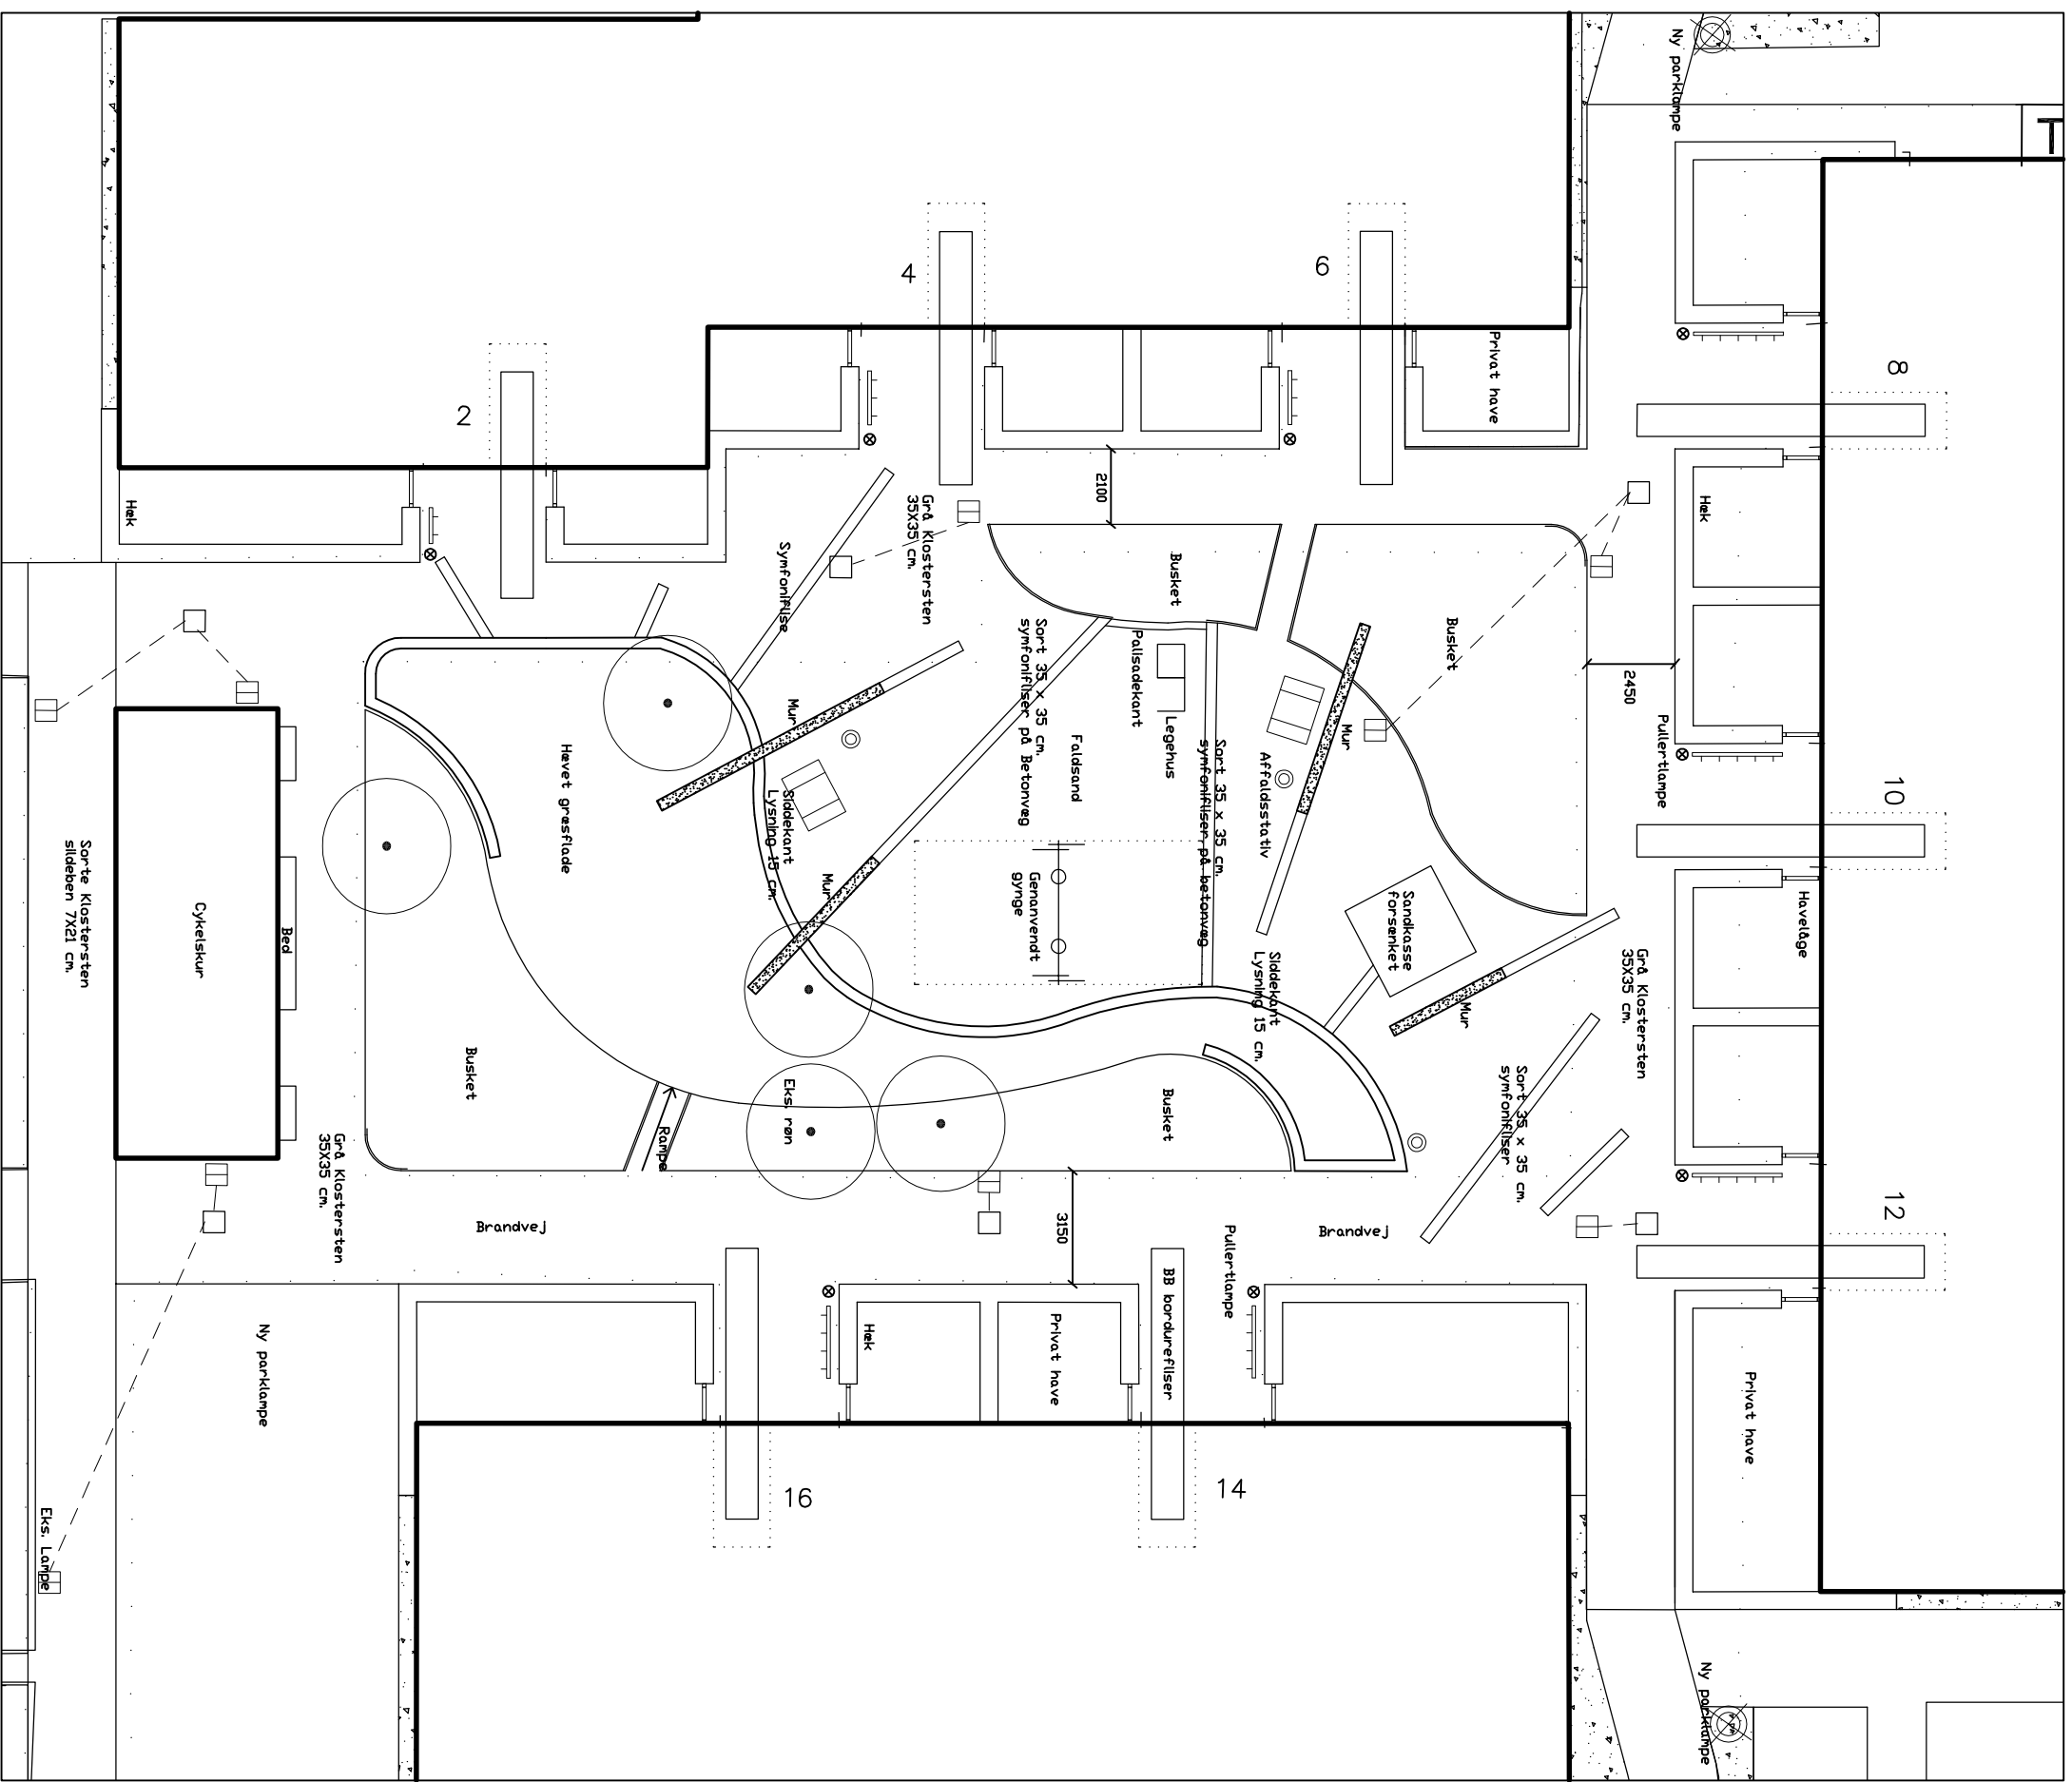 Ny parklampe
T
8
4
6
2
Privat have
Hæk
Hæk
2100
Grå Klostersten
35X35 cm.
Symfoniflise
Busket
Busket
2450
Pullertlampe
Sort 35 x 35 cm.
symfonifliser på Betonvæg
Pallisadekant
Legehus
Faldsand
Mur
Mur
Affaldsstativ
Sort 35 x 35 cm.
symfonifliser på betonvæg
10
Hævet græsflade
Siddekant
Lysning 15 cm.
Mur
Genanvendt
gynge
Sandkasse
forsænket
Havelåge
Sorte Klostersten
sildeben 7X21 cm.
Cykelskur
Bed
Siddekant
Lysning 15 cm.
Mur
Grå Klostersten
35X35 cm.
Busket
Eks. røn
Busket
Sort 35 x 35 cm.
symfonifliser
Rampe
Grå Klostersten
35X35 cm.
12
Brandvej
3150
Brandvej
Pullertlampe
BB bordurefliser
Ny parklampe
Hæk
Privat have
Privat have
16
14
Eks. Lampe
Ny parklampe